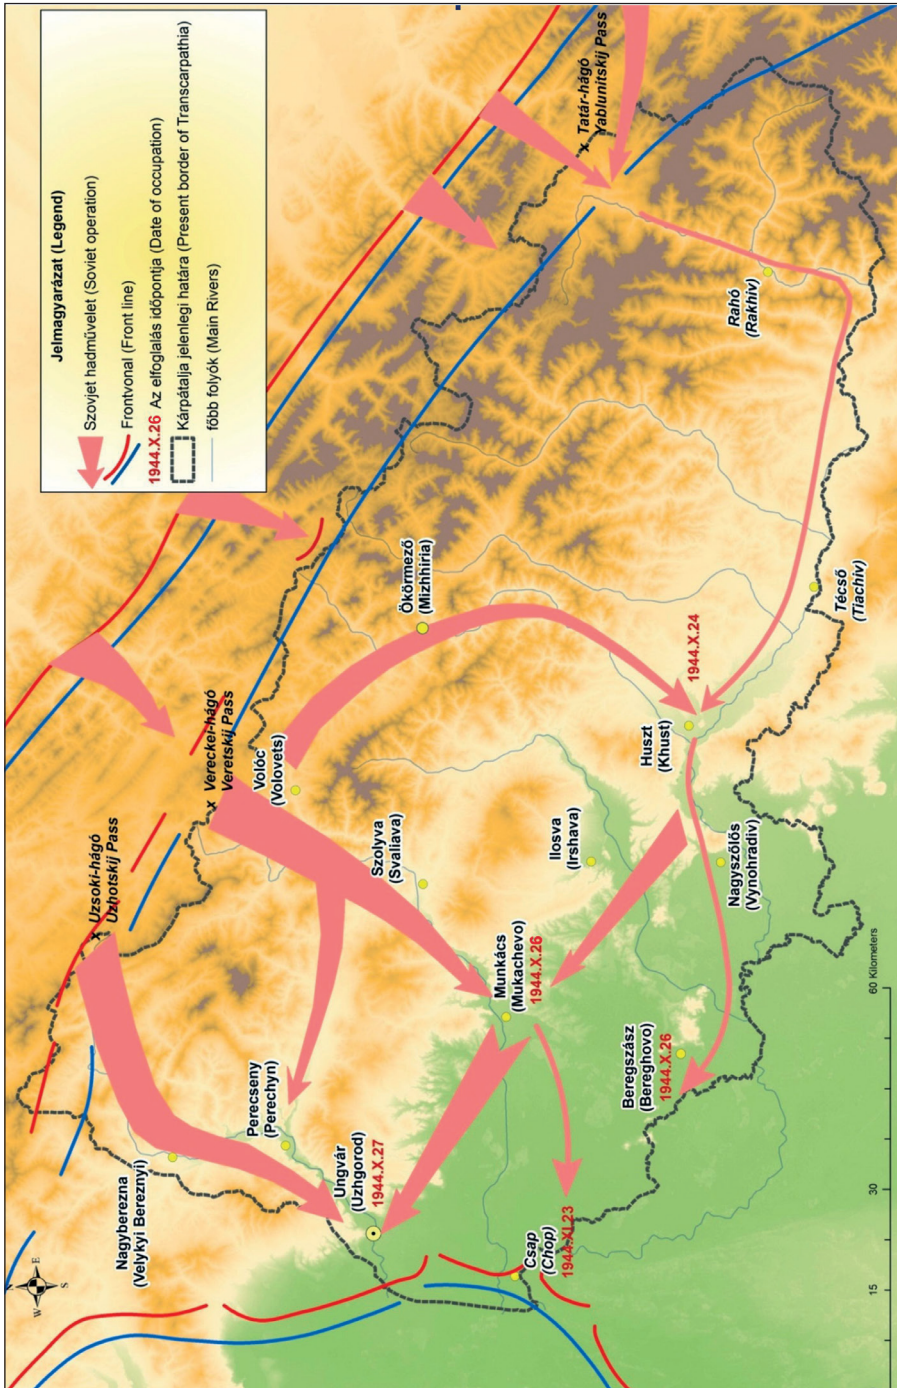 Jelmagyarázat (Legend)
Szovjet hadművelet (Soviet operation)
Frontvonal (Front line)
1944.X.26 Az elfoglalás időpontja (Date of occupation)
Kárpátalja jelenlegi határa (Present border of Transcarpathia)
főbb folyók (Main Rivers)
x Tatár-hágó
Yablunitskij Pass
x Vereckei-hágó
Veretskij Pass
x Uzsoki-hágó
Uzhotskij Pass
Rahó
(Rakhiv)
Ökörmező
(Mizhhiria)
Técső
(Tiachiv)
Volóc
(Volovets)
Huszt
(Khust)
1944.X.24
Szolyva
(Svaliava)
Ilosva
(Irshava)
Nagyszőlős
(Vynohradiv)
Munkács
(Mukachevo)
1944.X.26
Beregszász
(Bereghovo)
1944.X.26
Perecseny
(Perechyn)
Nagyberezna
(Velykyi Bereznyi)
Ungvár
(Uzhgorod)
1944.X.27
Csap
(Chop)
1944.XI.23
W
E
S
15
30
60 Kilometers